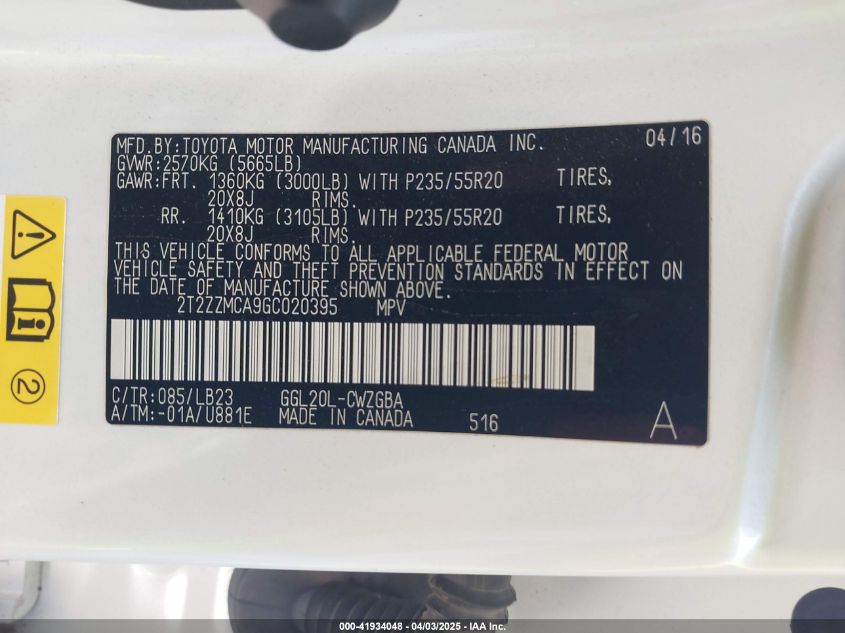 MFD.BY:TOYOTA MOTOR MANUFACTURING CANADA INC. 04/16
GVWR:2570KG (5665LB)
GAWR:FRT. 1360KG (3000LB) WITH P235/55R20 TIRES,
20X8J RIMS.
RR. 1410KG (3105LB) WITH P235/55R20 TIRES,
20X8J RIMS.
THIS VEHICLE CONFORMS TO ALL APPLICABLE FEDERAL MOTOR
VEHICLE SAFETY AND THEFT PREVENTION STANDARDS IN EFFECT ON
THE DATE OF MANUFACTURE SHOWN ABOVE.
2T2ZZMCA9GC020395 MPV
C/TR:085/LB23 GGL20L-CWZGBA
A/TM:-01A/U881E MADE IN CANADA 516 A
2
000-41934048 - 04/03/2025 - IAA Inc.